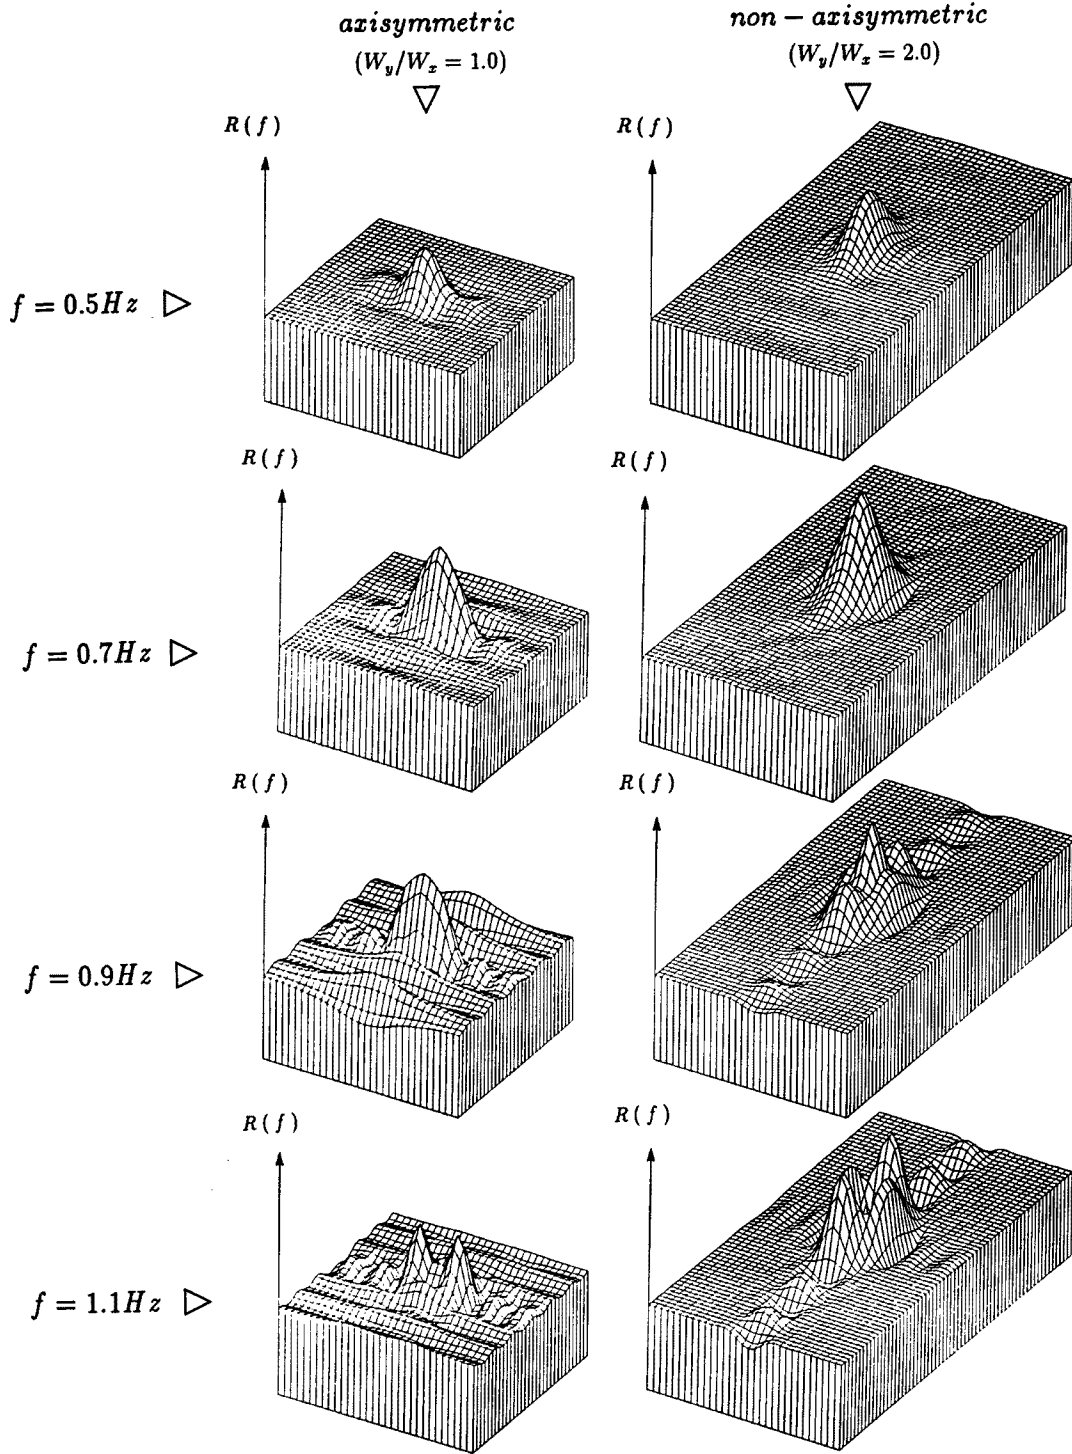 axisymmetric
(W_y/W_x = 1.0)
non − axisymmetric
(W_y/W_x = 2.0)
R(f)
R(f)
f = 0.5Hz
R(f)
R(f)
f = 0.7Hz
R(f)
R(f)
f = 0.9Hz
R(f)
R(f)
f = 1.1Hz